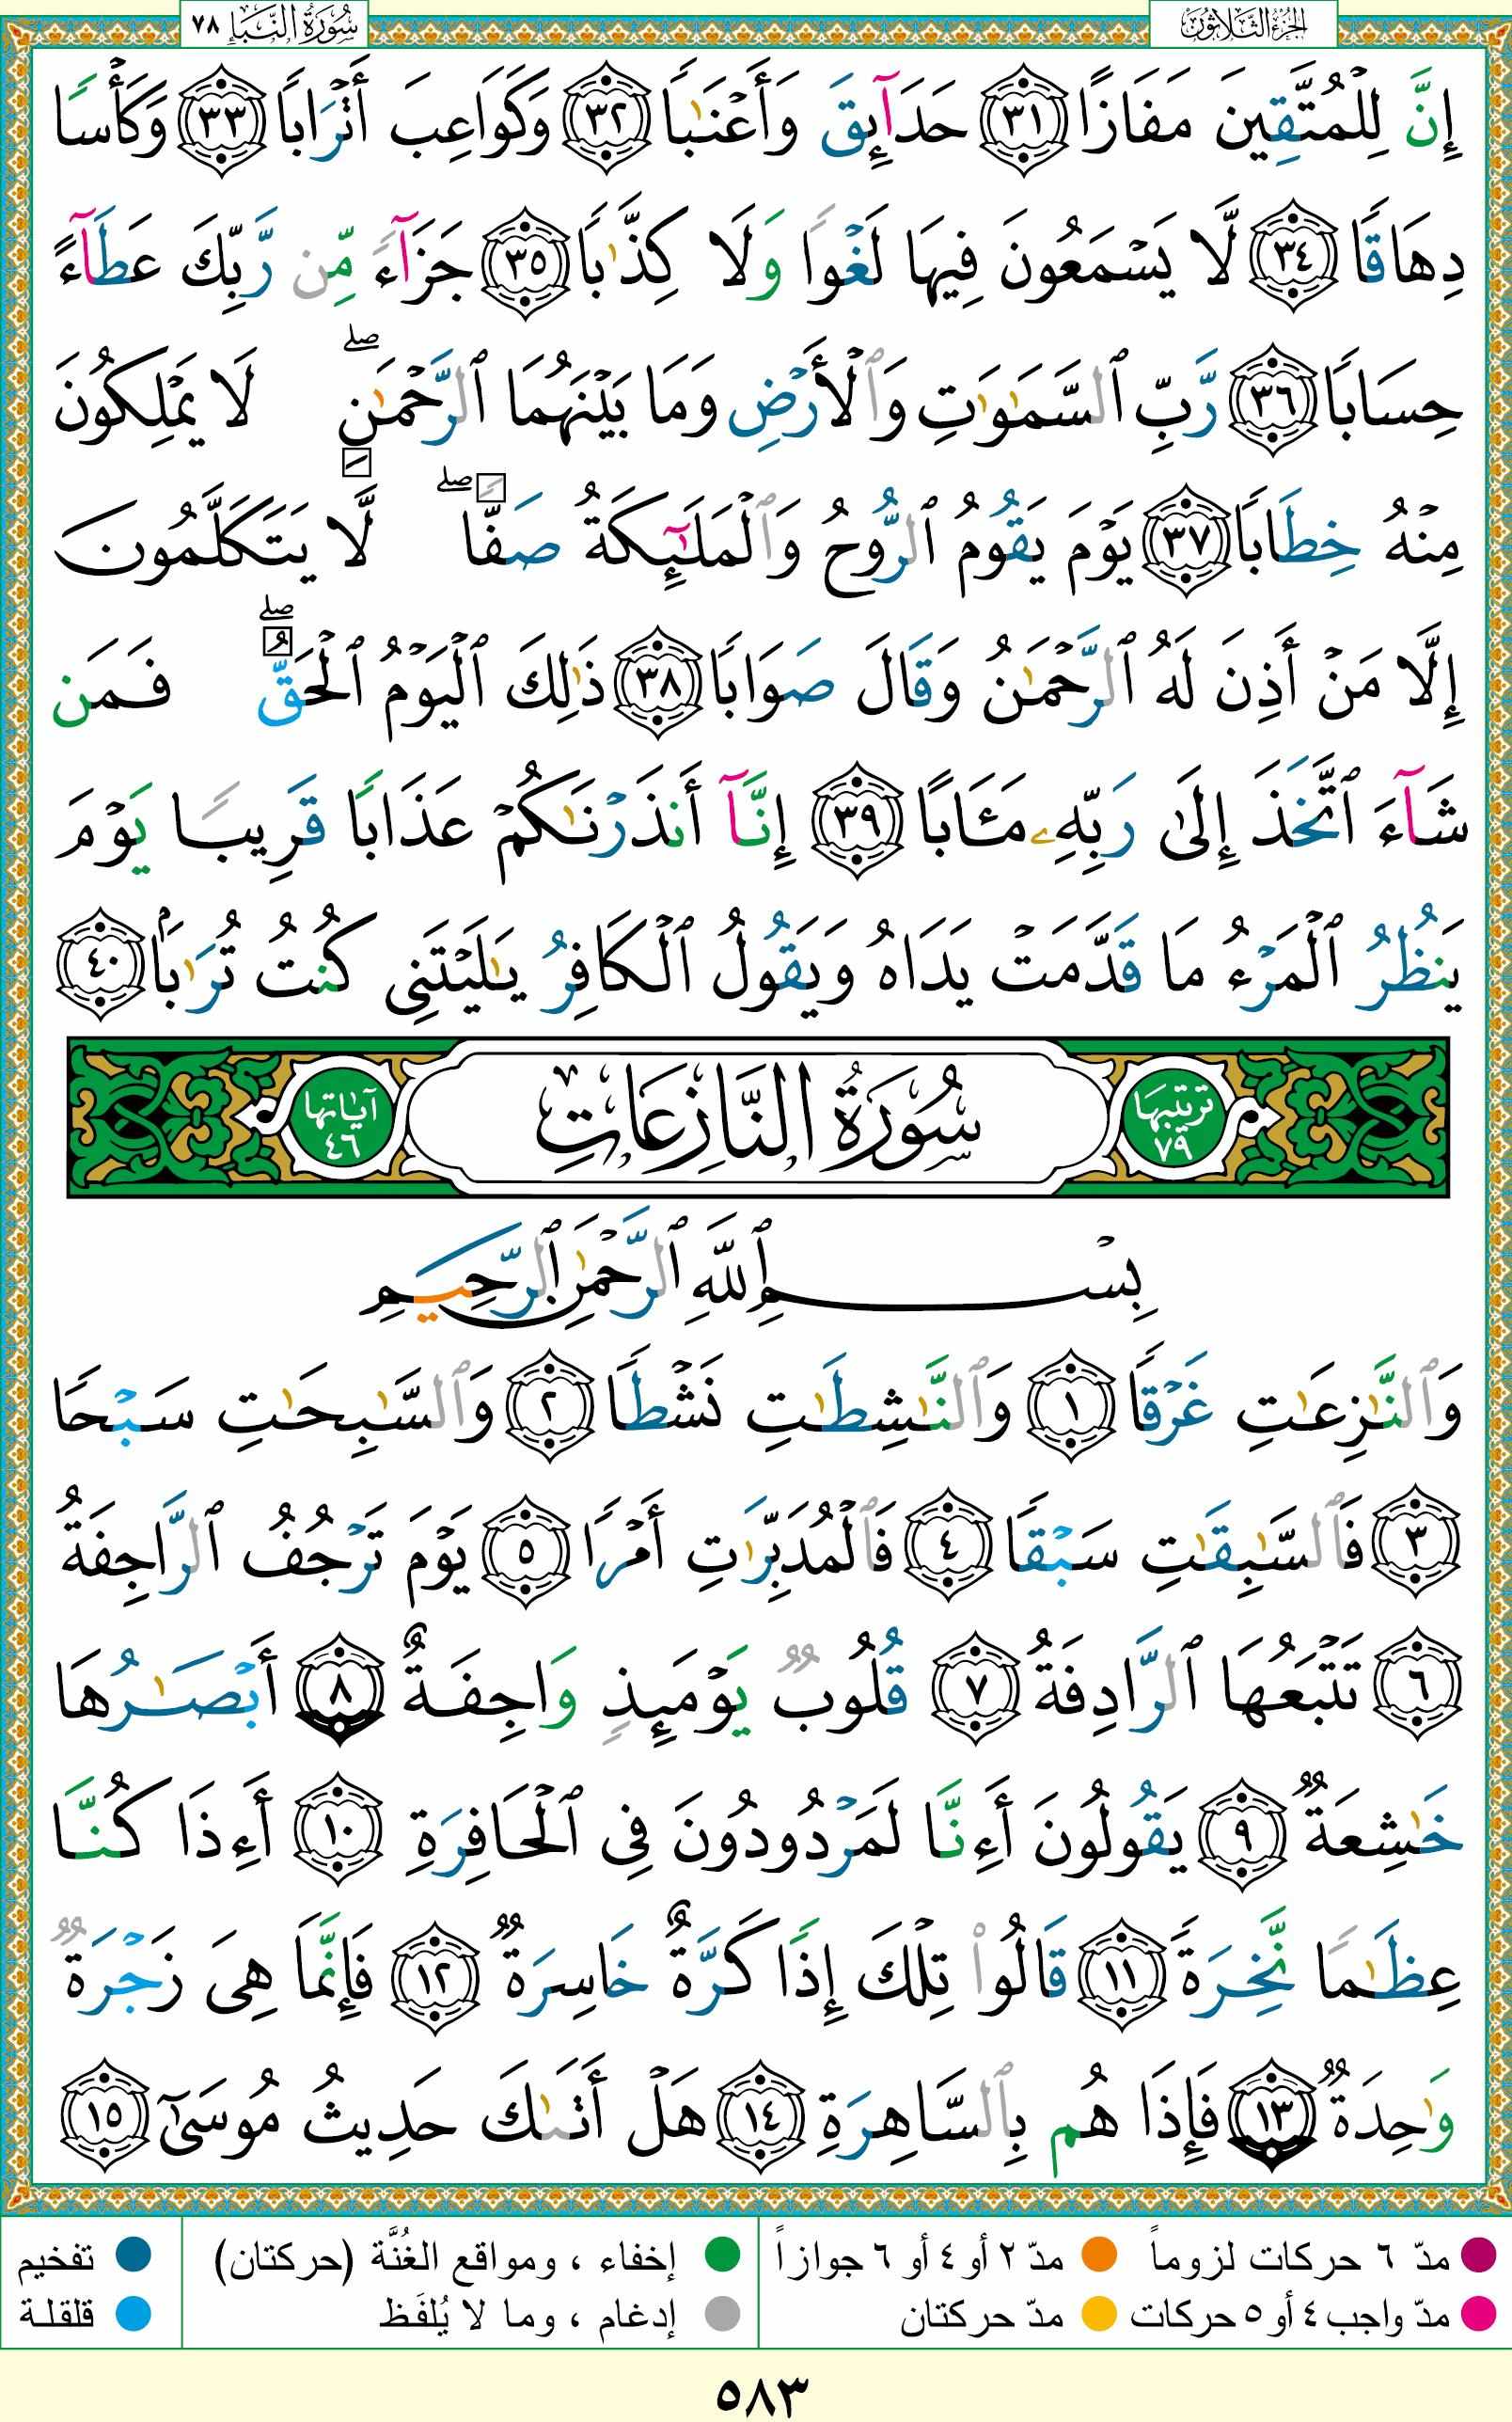 الجزء الثلاثون
سورة النبإ ٧٨
إِنَّ لِلْمُتَّقِينَ مَفَازًا ٣١ حَدَآئِقَ وَأَعْنَٰبًا ٣٢ وَكَوَاعِبَ أَتْرَابًا ٣٣ وَكَأْسًا
دِهَاقًا ٣٤ لَّا يَسْمَعُونَ فِيهَا لَغْوًا وَلَا كِذَّٰبًا ٣٥ جَزَآءً مِّن رَّبِّكَ عَطَآءً
حِسَابًا ٣٦ رَّبِّ ٱلسَّمَٰوَٰتِ وَٱلْأَرْضِ وَمَا بَيْنَهُمَا ٱلرَّحْمَٰنِ ۖ لَا يَمْلِكُونَ
مِنْهُ خِطَابًا ٣٧ يَوْمَ يَقُومُ ٱلرُّوحُ وَٱلْمَلَٰٓئِكَةُ صَفًّا ۖ لَّا يَتَكَلَّمُونَ
إِلَّا مَنْ أَذِنَ لَهُ ٱلرَّحْمَٰنُ وَقَالَ صَوَابًا ٣٨ ذَٰلِكَ ٱلْيَوْمُ ٱلْحَقُّ ۖ فَمَن
شَآءَ ٱتَّخَذَ إِلَىٰ رَبِّهِۦ مَـَٔابًا ٣٩ إِنَّآ أَنذَرْنَٰكُمْ عَذَابًا قَرِيبًا يَوْمَ
يَنظُرُ ٱلْمَرْءُ مَا قَدَّمَتْ يَدَاهُ وَيَقُولُ ٱلْكَافِرُ يَٰلَيْتَنِى كُنتُ تُرَٰبًۢا ٤٠
ترتيبها ٧٩ سُورَةُ النَّازِعَاتِ آياتها ٤٦
بِسْمِ ٱللَّهِ ٱلرَّحْمَٰنِ ٱلرَّحِيمِ
وَٱلنَّٰزِعَٰتِ غَرْقًا ١ وَٱلنَّٰشِطَٰتِ نَشْطًا ٢ وَٱلسَّٰبِحَٰتِ سَبْحًا
٣ فَٱلسَّٰبِقَٰتِ سَبْقًا ٤ فَٱلْمُدَبِّرَٰتِ أَمْرًا ٥ يَوْمَ تَرْجُفُ ٱلرَّاجِفَةُ
٦ تَتْبَعُهَا ٱلرَّادِفَةُ ٧ قُلُوبٌ يَوْمَئِذٍ وَاجِفَةٌ ٨ أَبْصَٰرُهَا
خَٰشِعَةٌ ٩ يَقُولُونَ أَءِنَّا لَمَرْدُودُونَ فِى ٱلْحَافِرَةِ ١٠ أَءِذَا كُنَّا
عِظَٰمًا نَّخِرَةً ١١ قَالُوا۟ تِلْكَ إِذًا كَرَّةٌ خَاسِرَةٌ ١٢ فَإِنَّمَا هِىَ زَجْرَةٌ
وَٰحِدَةٌ ١٣ فَإِذَا هُم بِٱلسَّاهِرَةِ ١٤ هَلْ أَتَىٰكَ حَدِيثُ مُوسَىٰٓ ١٥
مدّ ٦ حركات لزوماً مدّ ٢ أو ٤ أو ٦ جوازاً إخفاء ، ومواقع الغُنَّة (حركتان) تفخيم
مدّ واجب ٤ أو ٥ حركات مدّ حركتان إدغام ، وما لا يُلفَظ قلقلة
٥٨٣